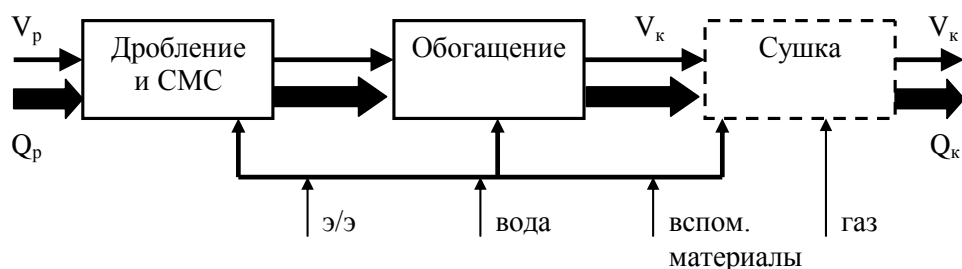 Vр
Дробление
и СМС
Обогащение
Vк
Сушка
Vк
Qр
Qк
э/э
вода
вспом.
материалы
газ